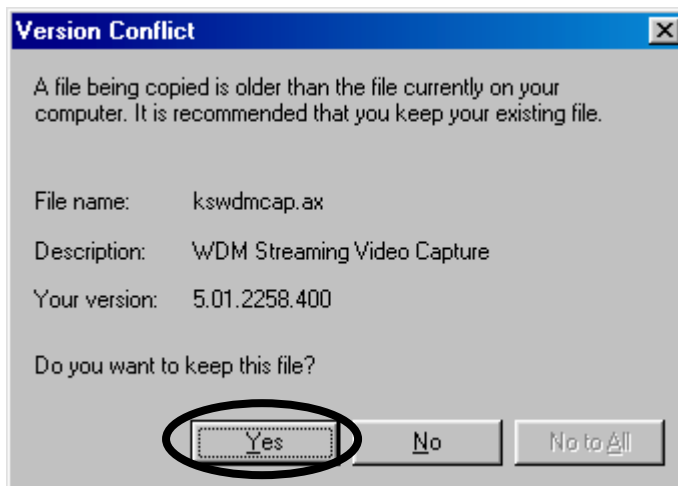 Version Conflict
A file being copied is older than the file currently on your
computer. It is recommended that you keep your existing file.
File name: kswdmcap.ax
Description: WDM Streaming Video Capture
Your version: 5.01.2258.400
Do you want to keep this file?
Yes No No to All